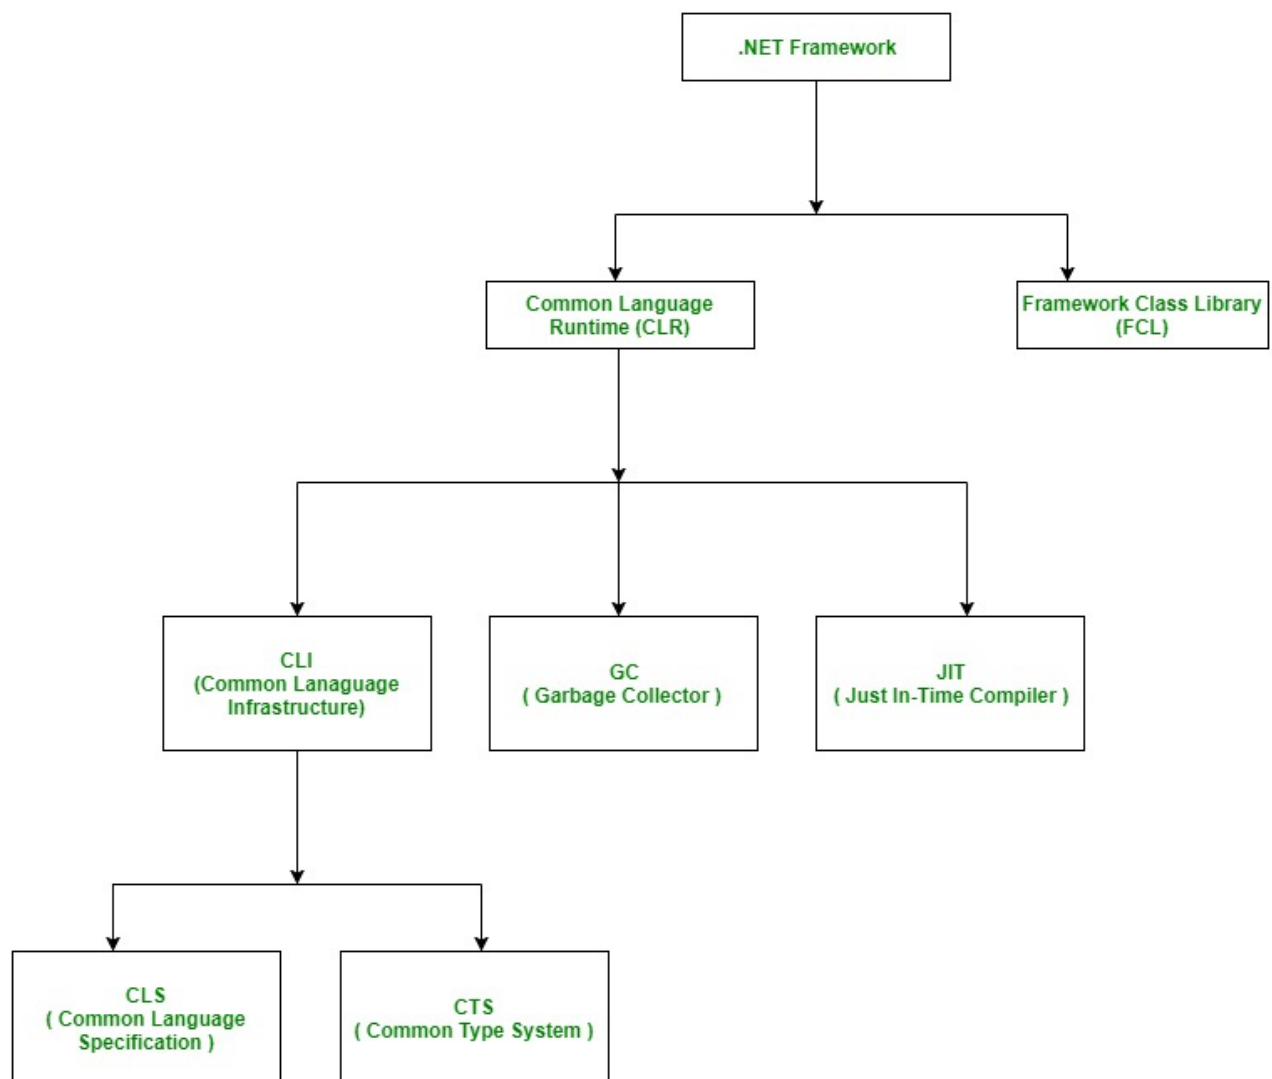 .NET Framework
Common Language
Runtime (CLR)
Framework Class Library
(FCL)
CLI
(Common Lanaguage
Infrastructure)
GC
( Garbage Collector )
JIT
( Just In-Time Compiler )
CLS
( Common Language
Specification )
CTS
( Common Type System )